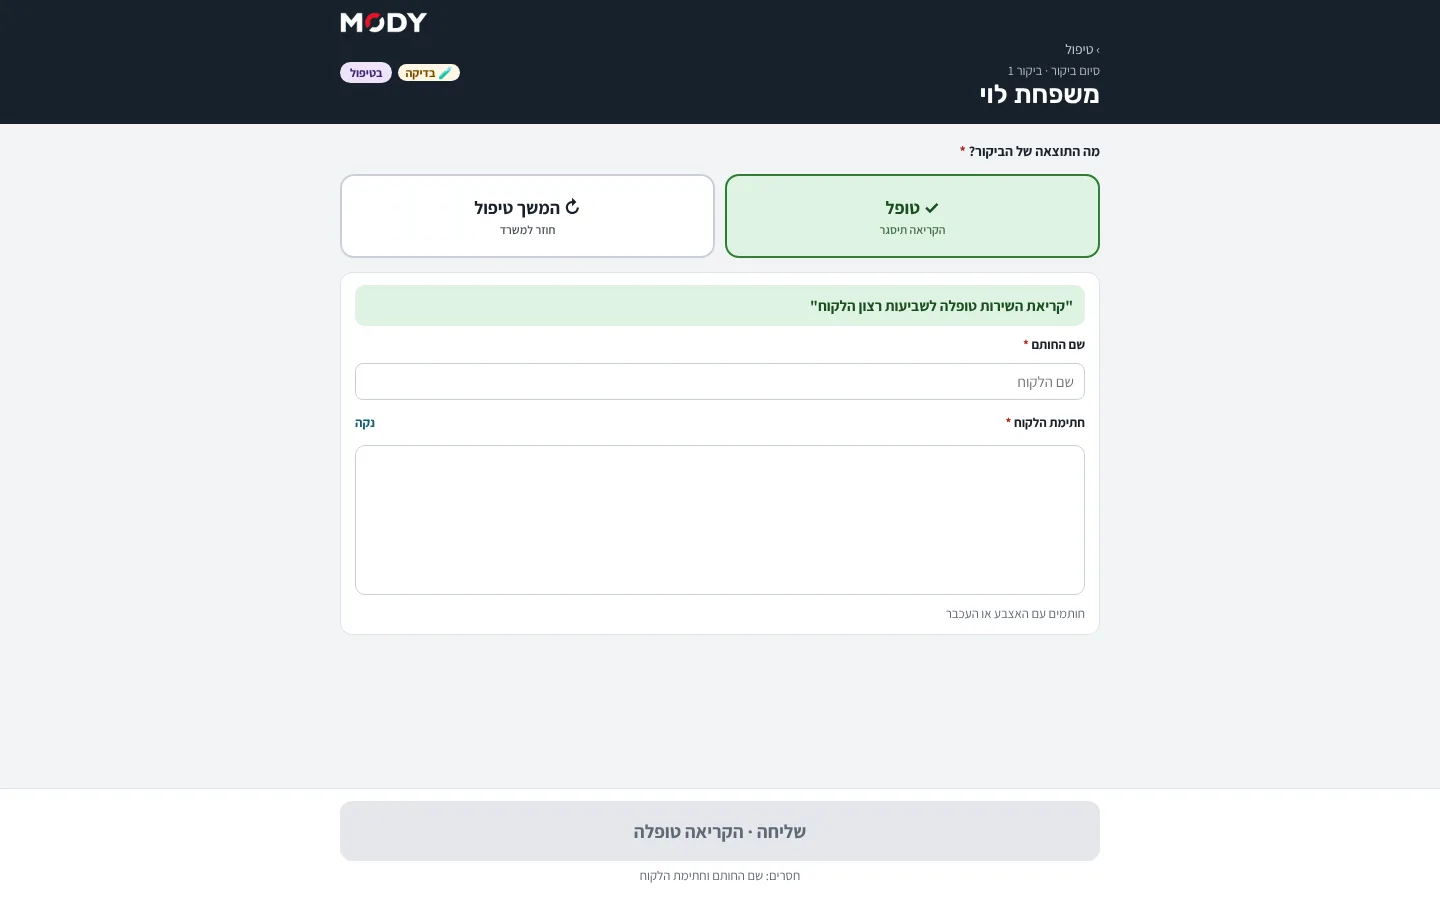 MODY
› טיפול
סיום ביקור · ביקור 1
משפחת לוי
🧪 בדיקה
בטיפול
מה התוצאה של הביקור? *
✓ טופל
הקריאה תיסגר
↻ המשך טיפול
חוזר למשרד
"קריאת השירות טופלה לשביעות רצון הלקוח"
שם החותם *
שם הלקוח
חתימת הלקוח *
נקה
חותמים עם האצבע או העכבר
שליחה · הקריאה טופלה
חסרים: שם החותם וחתימת הלקוח